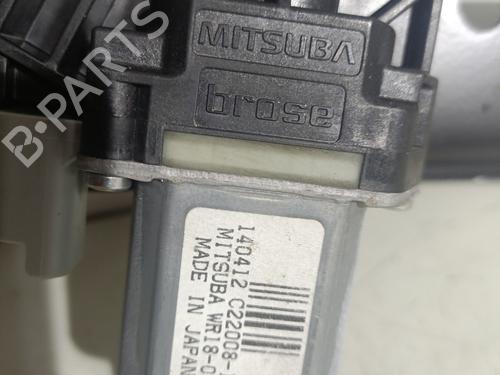 MITSUBA
brose
B-PARTS
140412 C22008-
MITSUBA WR18-0
MADE IN JAPAN